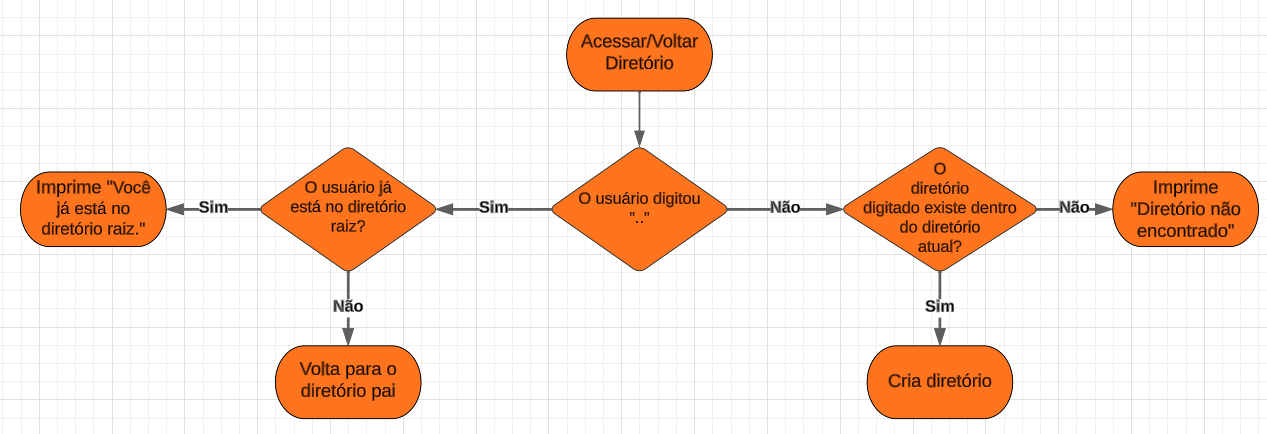 Acessar/Voltar
Diretório
Imprime "Você
já está no
diretório raiz."
Sim
O usuário já
está no diretório
raiz?
Sim
O usuário digitou
".."
Não
O
diretório
digitado existe dentro
do diretório
atual?
Não
Imprime
"Diretório não
encontrado"
Não
Sim
Volta para o
diretório pai
Cria diretório